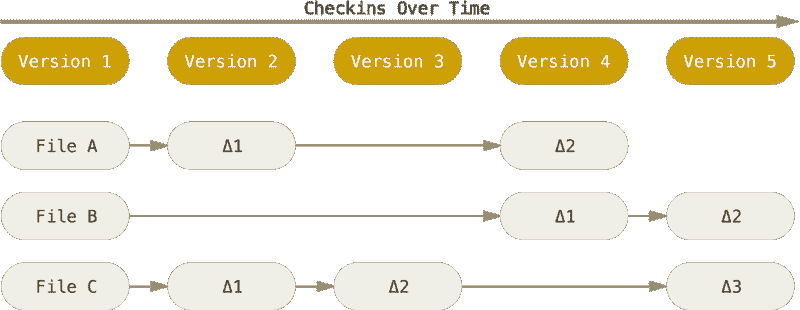 Checkins Over Time
Version 1 Version 2 Version 3 Version 4 Version 5
File A Δ1 Δ2
File B Δ1 Δ2
File C Δ1 Δ2 Δ3